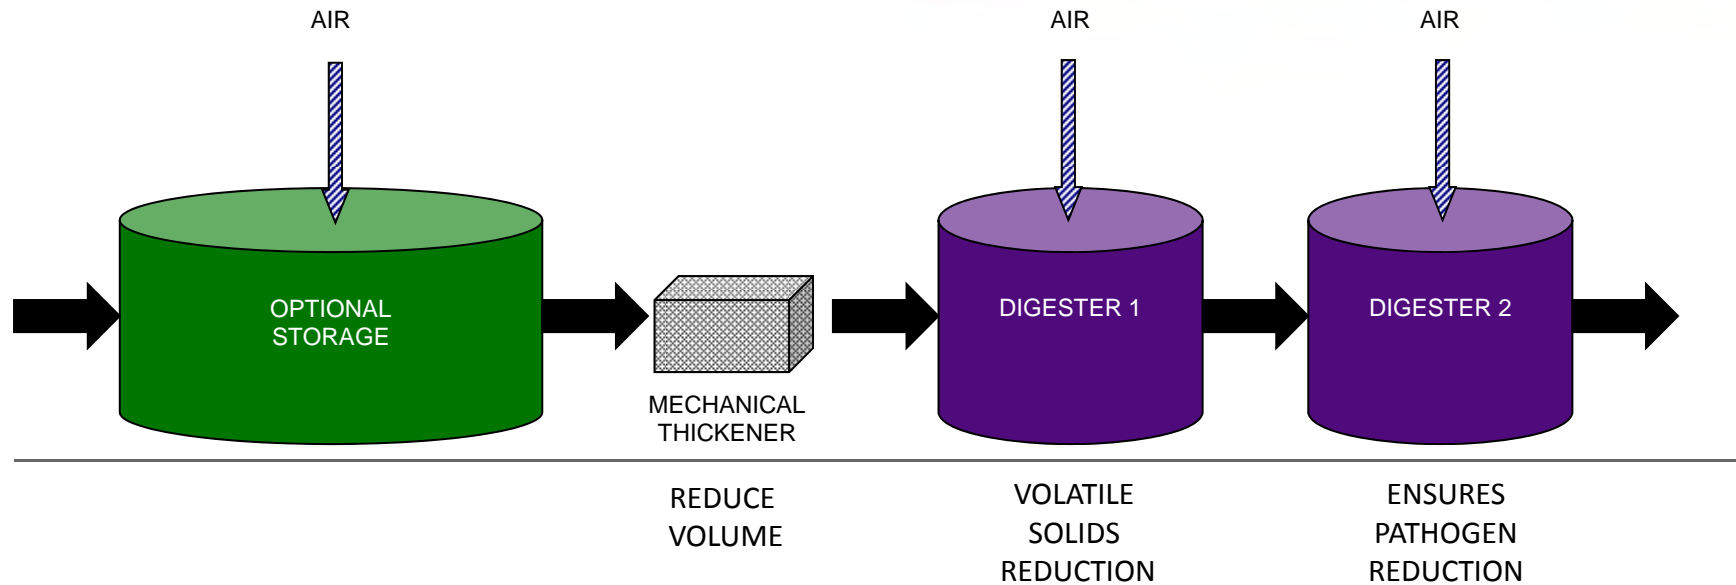 AIR
AIR
AIR
OPTIONAL
STORAGE
DIGESTER 1
DIGESTER 2
MECHANICAL
THICKENER
REDUCE
VOLUME
VOLATILE
SOLIDS
REDUCTION
ENSURES
PATHOGEN
REDUCTION